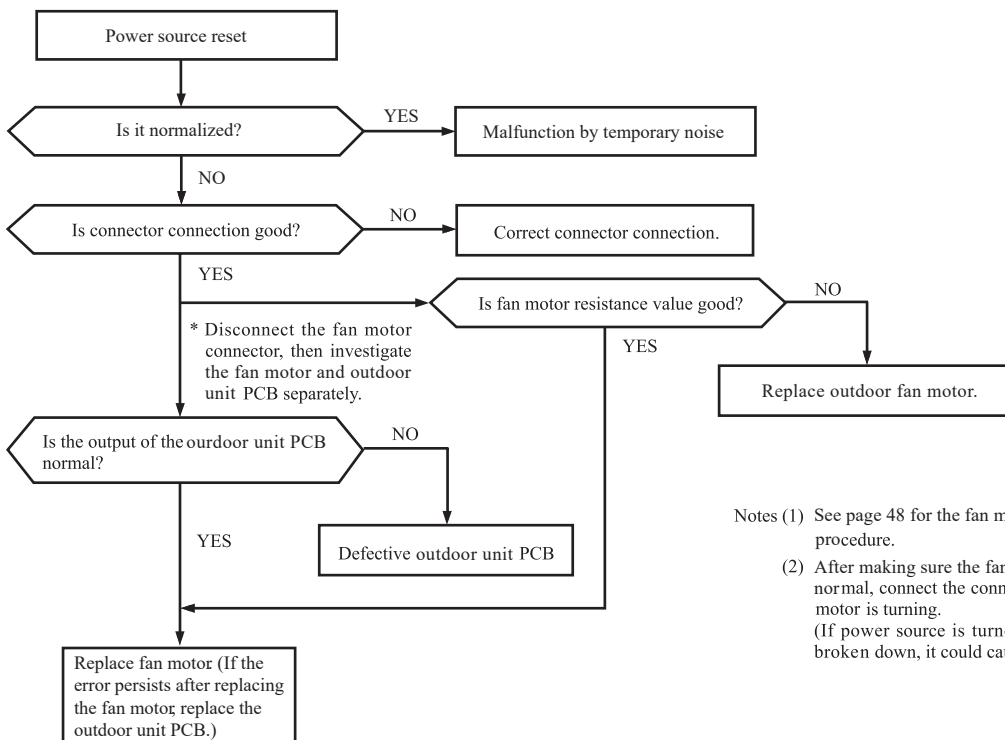 Power source reset
Is it normalized?
YES
Malfunction by temporary noise
NO
Is connector connection good?
NO
Correct connector connection.
YES
Is fan motor resistance value good?
NO
YES
* Disconnect the fan motor
connector, then investigate
the fan motor and outdoor
unit PCB separately.
Replace outdoor fan motor.
Is the output of the ourdoor unit PCB
normal?
NO
YES
Defective outdoor unit PCB
Notes (1) See page 48 for the fan
procedure.
(2) After making sure the fan
normal, connect the
motor is turning.
(If power source is
broken down, it could
Replace fan motor. (If the
error persists after replacing
the fan motor, replace the
outdoor unit PCB.)